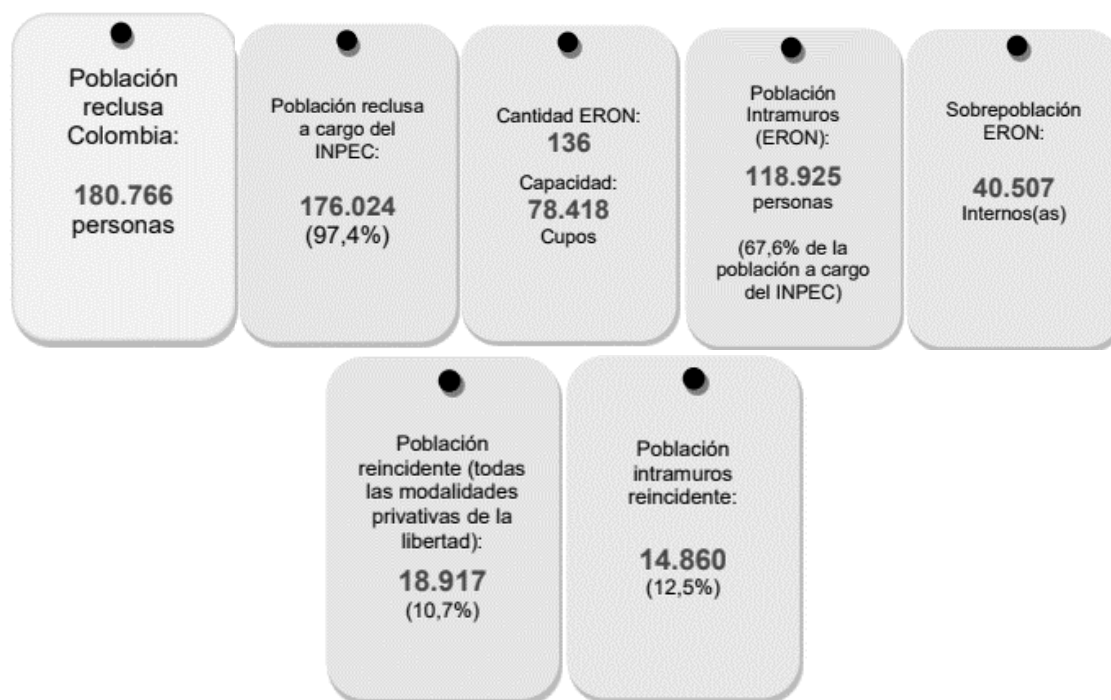 Población
reclusa
Colombia:
180.766
personas
Población reclusa
a cargo del
INPEC:
176.024
(97,4%)
Cantidad ERON:
136
Capacidad:
78.418
Cupos
Población
Intramuros
(ERON):
118.925
personas
(67,6% de la
población a cargo
del INPEC)
Sobrepoblación
ERON:
40.507
Internos(as)
Población
reincidente (todas
las modalidades
privativas de la
libertad):
18.917
(10,7%)
Población
intramuros
reincidente:
14.860
(12,5%)